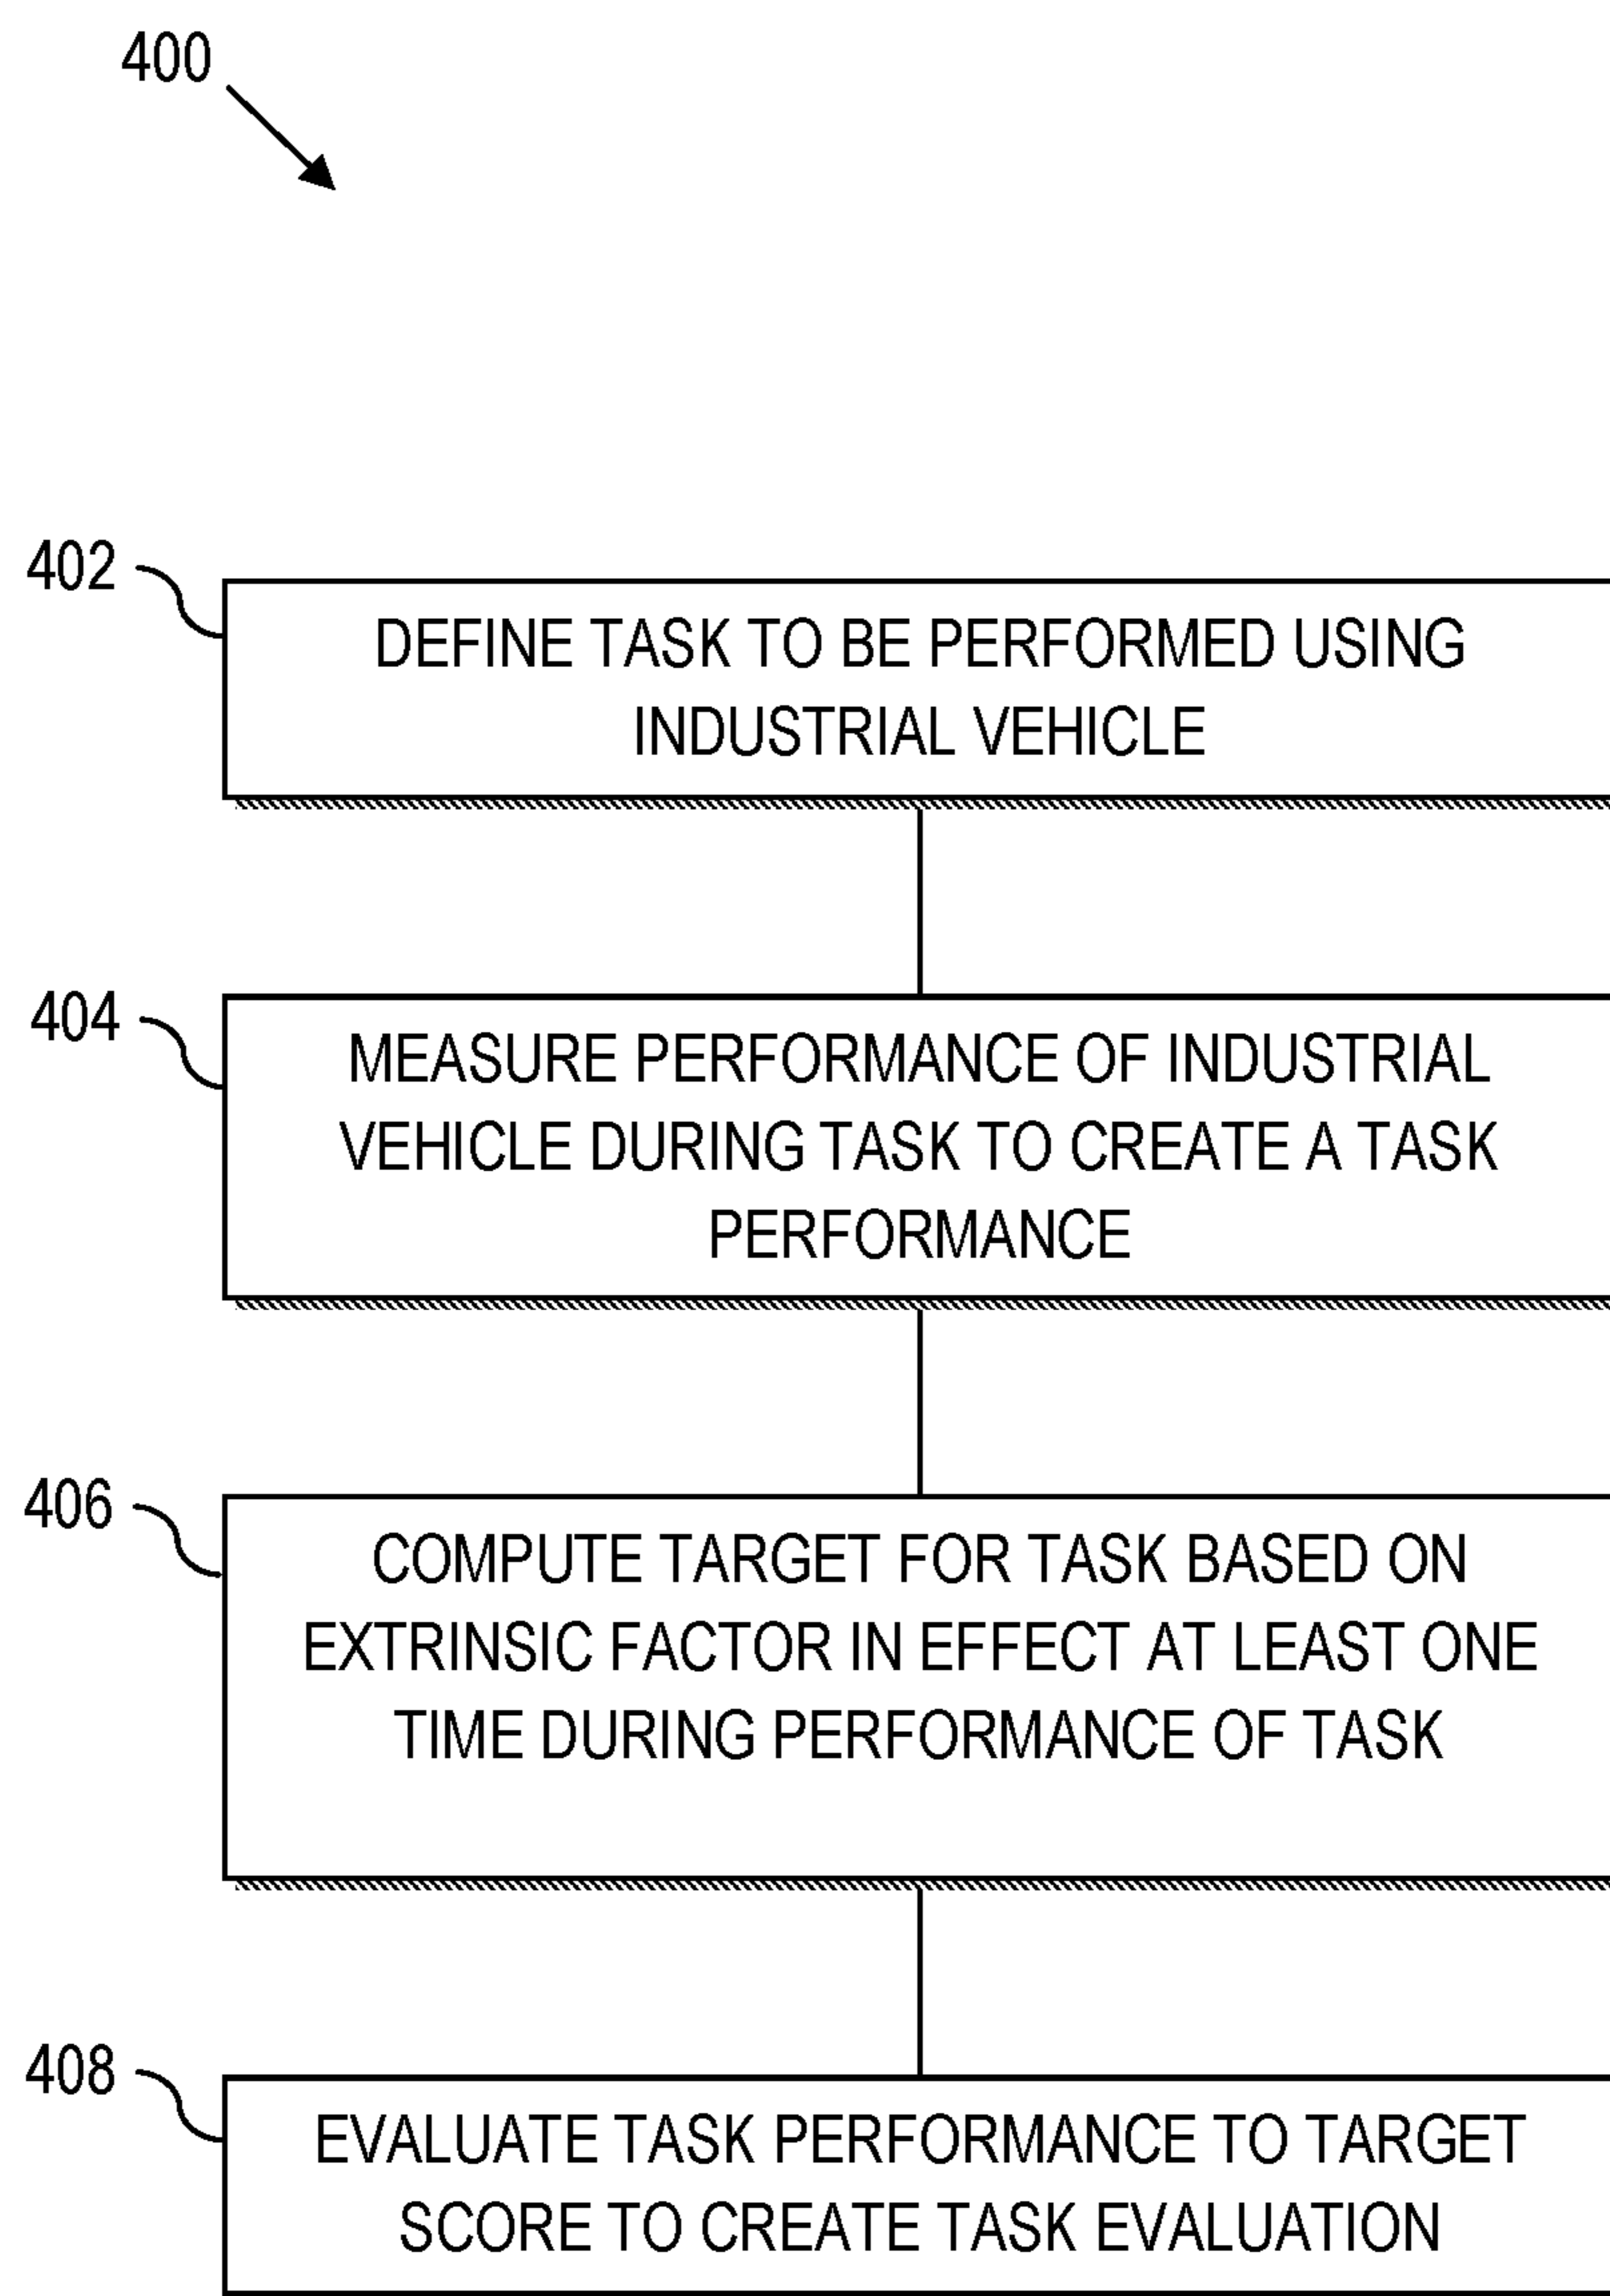 400
402
DEFINE TASK TO BE PERFORMED USING
INDUSTRIAL VEHICLE
404
MEASURE PERFORMANCE OF INDUSTRIAL
VEHICLE DURING TASK TO CREATE A TASK
PERFORMANCE
406
COMPUTE TARGET FOR TASK BASED ON
EXTRINSIC FACTOR IN EFFECT AT LEAST ONE
TIME DURING PERFORMANCE OF TASK
408
EVALUATE TASK PERFORMANCE TO TARGET
SCORE TO CREATE TASK EVALUATION